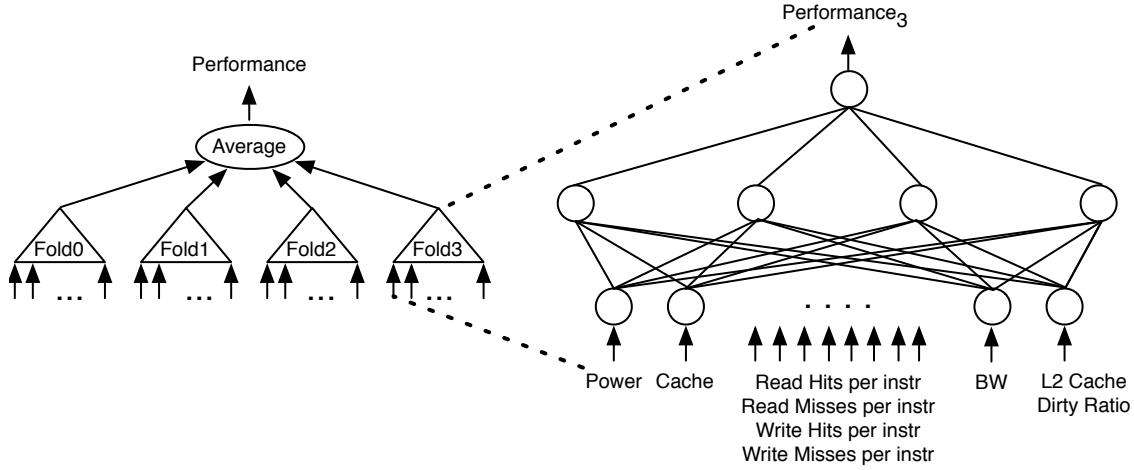 Performance
Average
Fold0
Fold1
Fold2
Fold3
...
...
...
...
Performance3
. . . .
Power
Cache
Read Hits per instr
Read Misses per instr
Write Hits per instr
Write Misses per instr
BW
L2 Cache
Dirty Ratio